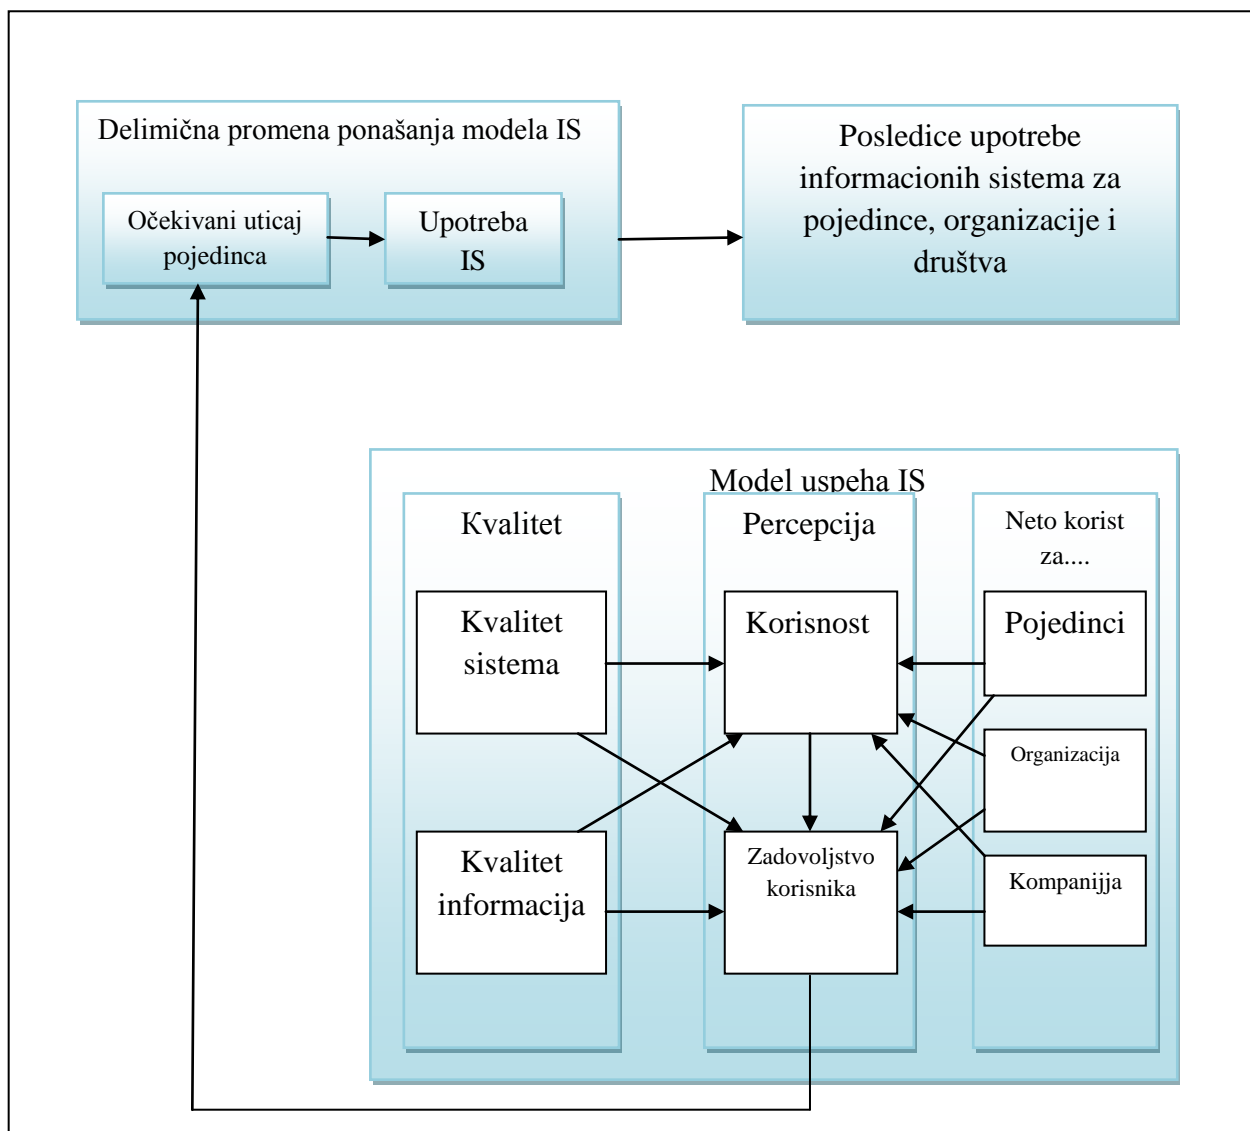 Delimična promena ponašanja modela IS
Očekivani uticaj
pojedinca
Upotreba
IS
Posledice upotrebe
informacionih sistema za
pojedince, organizacije i
društva
Model uspeha IS
Kvalitet
Percepcija
Neto korist
za....
Kvalitet
sistema
Korisnost
Pojedinci
Organizacija
Kvalitet
informacija
Zadovoljstvo
korisnika
Kompanijja